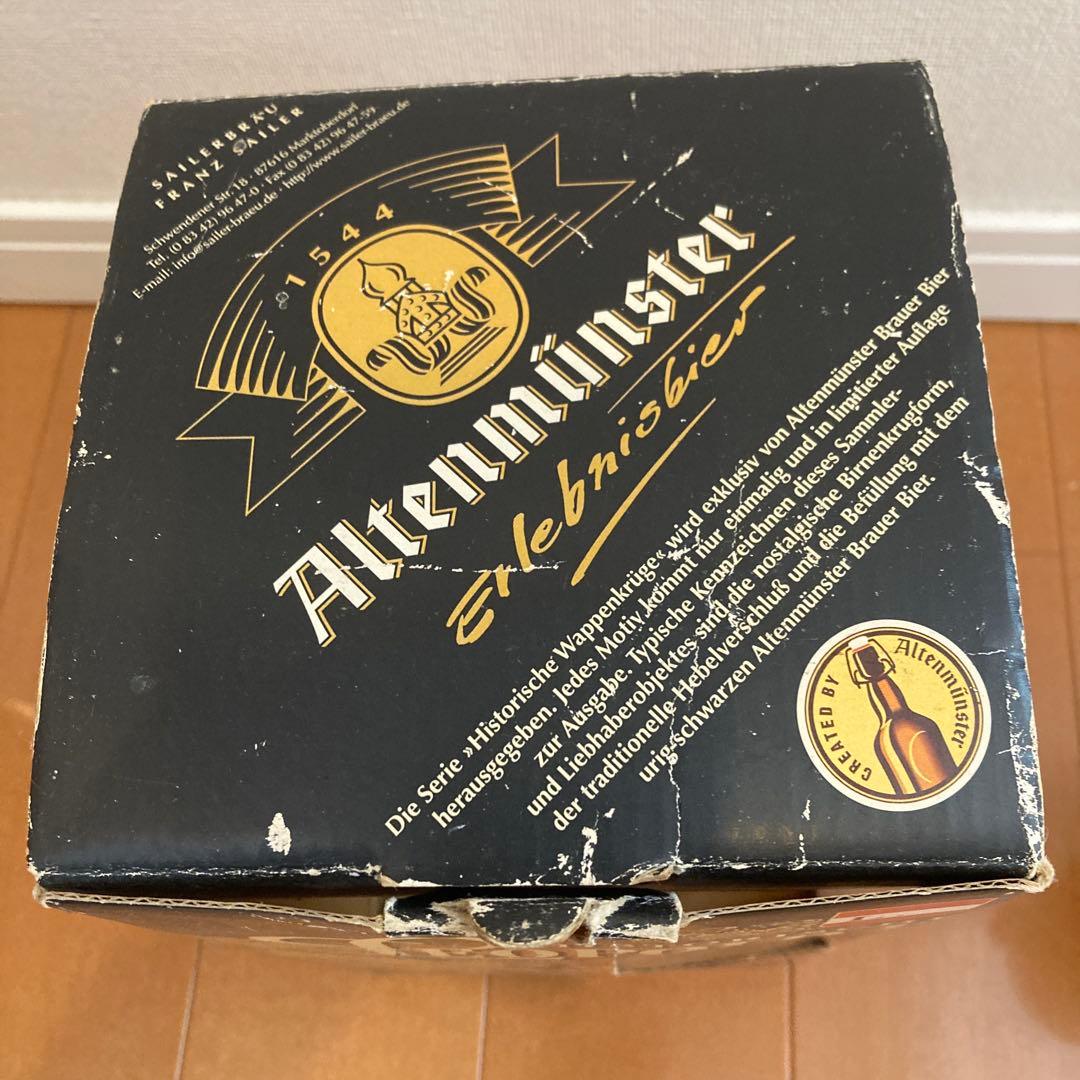 SAILERBRÄU
FRANZ SAILER
Schwendener Str. 18 · 87616 Marktoberdorf
Tel. (0 83 42) 96 47-0 · Fax (0 83 42) 96 47-59
E-mail: info@sailer-braeu.de · http://www.sailer-braeu.de
1544
Altenmünster
Erlebnisbier
Die Serie »Historische Wappenkrüge« wird exklusiv von Altenmünster Brauer Bier
herausgegeben. Jedes Motiv kommt nur einmalig und in limitierter Auflage
zur Ausgabe. Typische Kennzeichnen dieses Sammler-
und Liebhaberobjektes sind die nostalgische Birnenkrugform,
der traditionelle Hebelverschluß und die Befüllung mit dem
urig-schwarzen Altenmünster Brauer Bier.
CREATED BY
Altenmünster